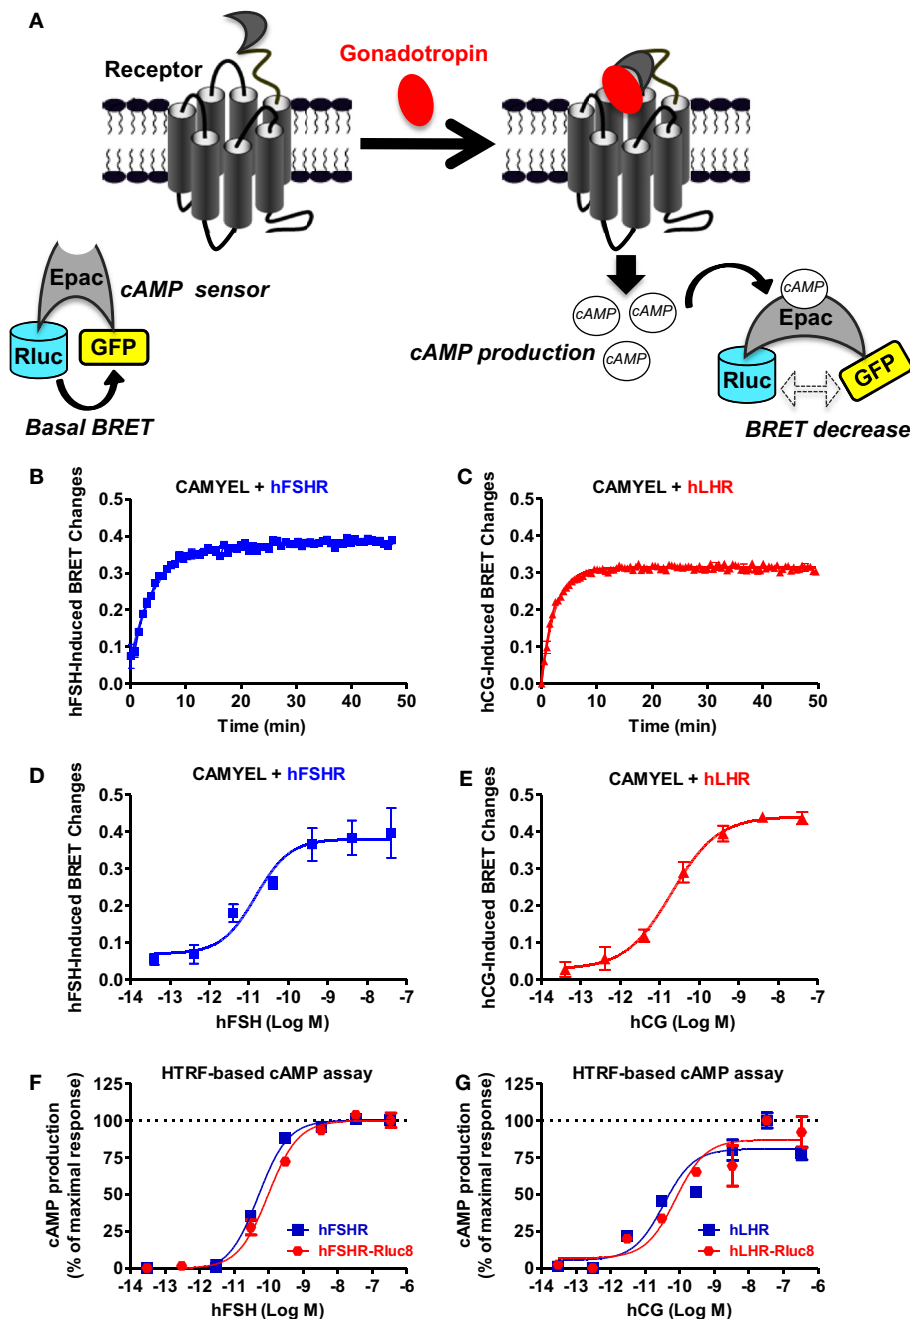 A
Receptor
Gonadotropin
Epac
cAMP sensor
Rluc
GFP
Basal BRET
cAMP
cAMP
cAMP
cAMP production
cAMP
Epac
Rluc
GFP
BRET decrease
B
CAMYEL + hFSHR
hFSH-Induced BRET Changes
0.5
0.4
0.3
0.2
0.1
0.0
0 10 20 30 40 50
Time (min)
C
CAMYEL + hLHR
hCG-Induced BRET Changes
0.5
0.4
0.3
0.2
0.1
0.0
0 10 20 30 40 50
Time (min)
D
CAMYEL + hFSHR
hFSH-Induced BRET Changes
0.5
0.4
0.3
0.2
0.1
0.0
-14 -13 -12 -11 -10 -9 -8 -7
hFSH (Log M)
E
CAMYEL + hLHR
hCG-Induced BRET Changes
0.5
0.4
0.3
0.2
0.1
0.0
-14 -13 -12 -11 -10 -9 -8 -7
hCG (Log M)
F
HTRF-based cAMP assay
cAMP production
(% of maximal response)
125
100
75
50
25
0
hFSHR
hFSHR-Rluc8
-14 -13 -12 -11 -10 -9 -8 -7 -6
hFSH (Log M)
G
HTRF-based cAMP assay
cAMP production
(% of maximal response)
125
100
75
50
25
0
hLHR
hLHR-Rluc8
-14 -13 -12 -11 -10 -9 -8 -7 -6
hCG (Log M)